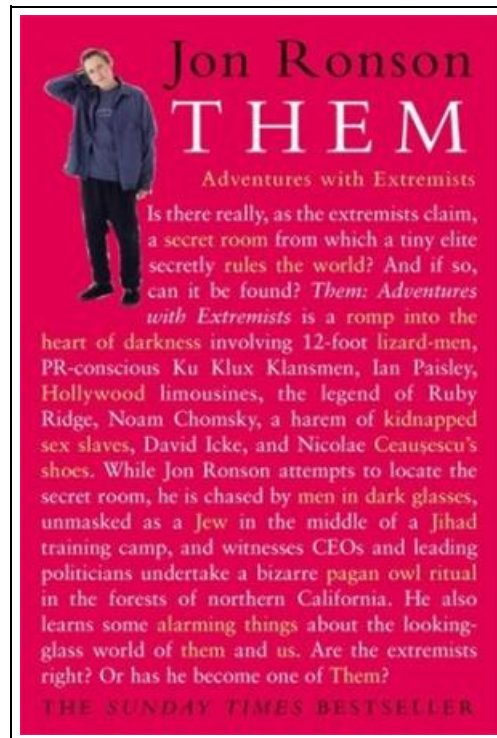 Jon Ronson
THEM
Adventures with Extremists
Is there really, as the extremists claim,
a secret room from which a tiny elite
secretly rules the world? And if so,
can it be found? Them: Adventures
with Extremists is a romp into the
heart of darkness involving 12-foot lizard-men,
PR-conscious Ku Klux Klansmen, Ian Paisley,
Hollywood limousines, the legend of Ruby
Ridge, Noam Chomsky, a harem of kidnapped
sex slaves, David Icke, and Nicolae Ceaușescu's
shoes. While Jon Ronson attempts to locate the
secret room, he is chased by men in dark glasses,
unmasked as a Jew in the middle of a Jihad
training camp, and witnesses CEOs and leading
politicians undertake a bizarre pagan owl ritual
in the forests of northern California. He also
learns some alarming things about the looking-
glass world of them and us. Are the extremists
right? Or has he become one of Them?
THE SUNDAY TIMES BESTSELLER